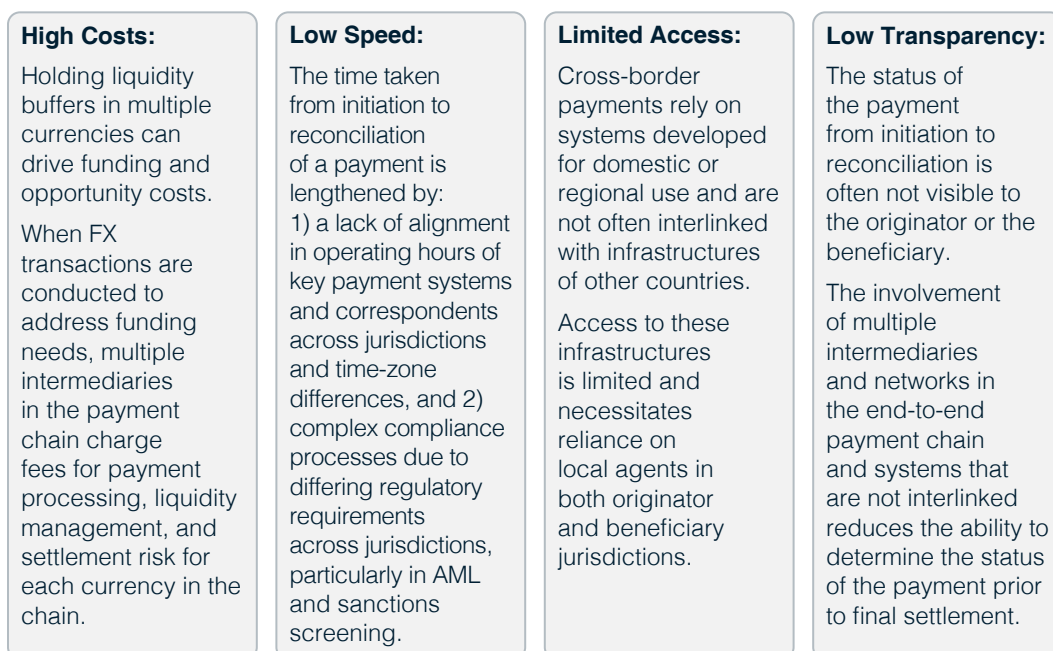 High Costs:
Holding liquidity
buffers in multiple
currencies can
drive funding and
opportunity costs.
When FX
transactions are
conducted to
address funding
needs, multiple
intermediaries
in the payment
chain charge
fees for payment
processing, liquidity
management, and
settlement risk for
each currency in the
chain.
Low Speed:
The time taken
from initiation to
reconciliation
of a payment is
lengthened by:
1) a lack of alignment
in operating hours of
key payment systems
and correspondents
across jurisdictions
and time-zone
differences, and 2)
complex compliance
processes due to
differing regulatory
requirements
across jurisdictions,
particularly in AML
and sanctions
screening.
Limited Access:
Cross-border
payments rely on
systems developed
for domestic or
regional use and are
not often interlinked
with infrastructures
of other countries.
Access to these
infrastructures
is limited and
necessitates
reliance on
local agents in
both originator
and beneficiary
jurisdictions.
Low Transparency:
The status of
the payment
from initiation to
reconciliation is
often not visible to
the originator or the
beneficiary.
The involvement
of multiple
intermediaries
and networks in
the end-to-end
payment chain
and systems that
are not interlinked
reduces the ability to
determine the status
of the payment prior
to final settlement.